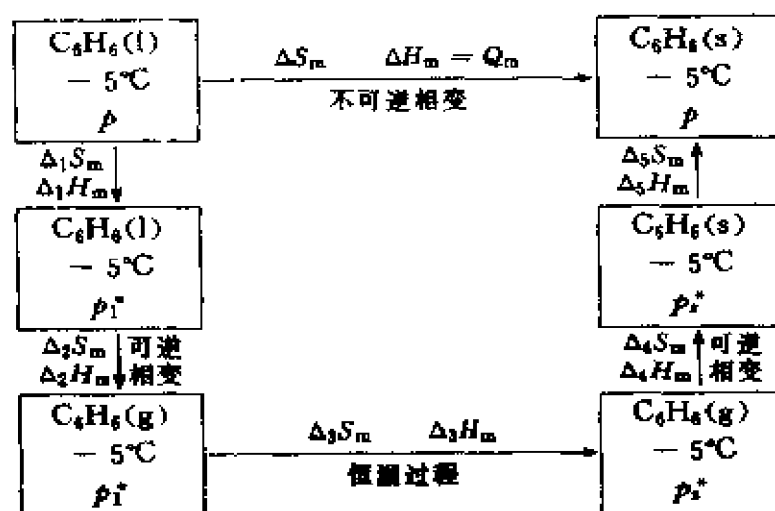 C₆H₆(l)
− 5℃
p
ΔSₘ ΔHₘ = Qₘ
不可逆相变
C₆H₆(s)
− 5℃
p
Δ₁Sₘ
Δ₁Hₘ
Δ₅Sₘ
Δ₅Hₘ
C₆H₆(l)
− 5℃
p₁*
C₆H₆(s)
− 5℃
pₛ*
Δ₂Sₘ 可逆
Δ₂Hₘ 相变
Δ₄Sₘ 可逆
Δ₄Hₘ 相变
C₆H₆(g)
− 5℃
p₁*
Δ₃Sₘ Δ₃Hₘ
恒温过程
C₆H₆(g)
− 5℃
pₛ*